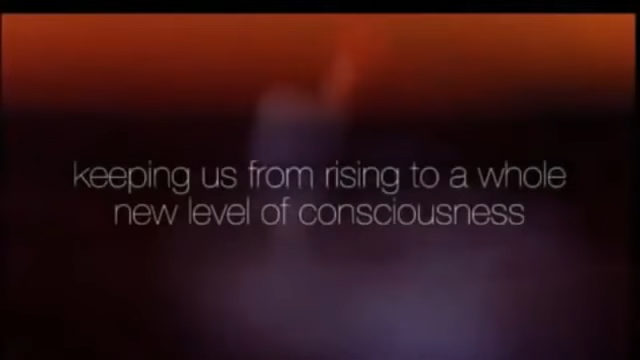 keeping us from rising to a whole
new level of consciousness